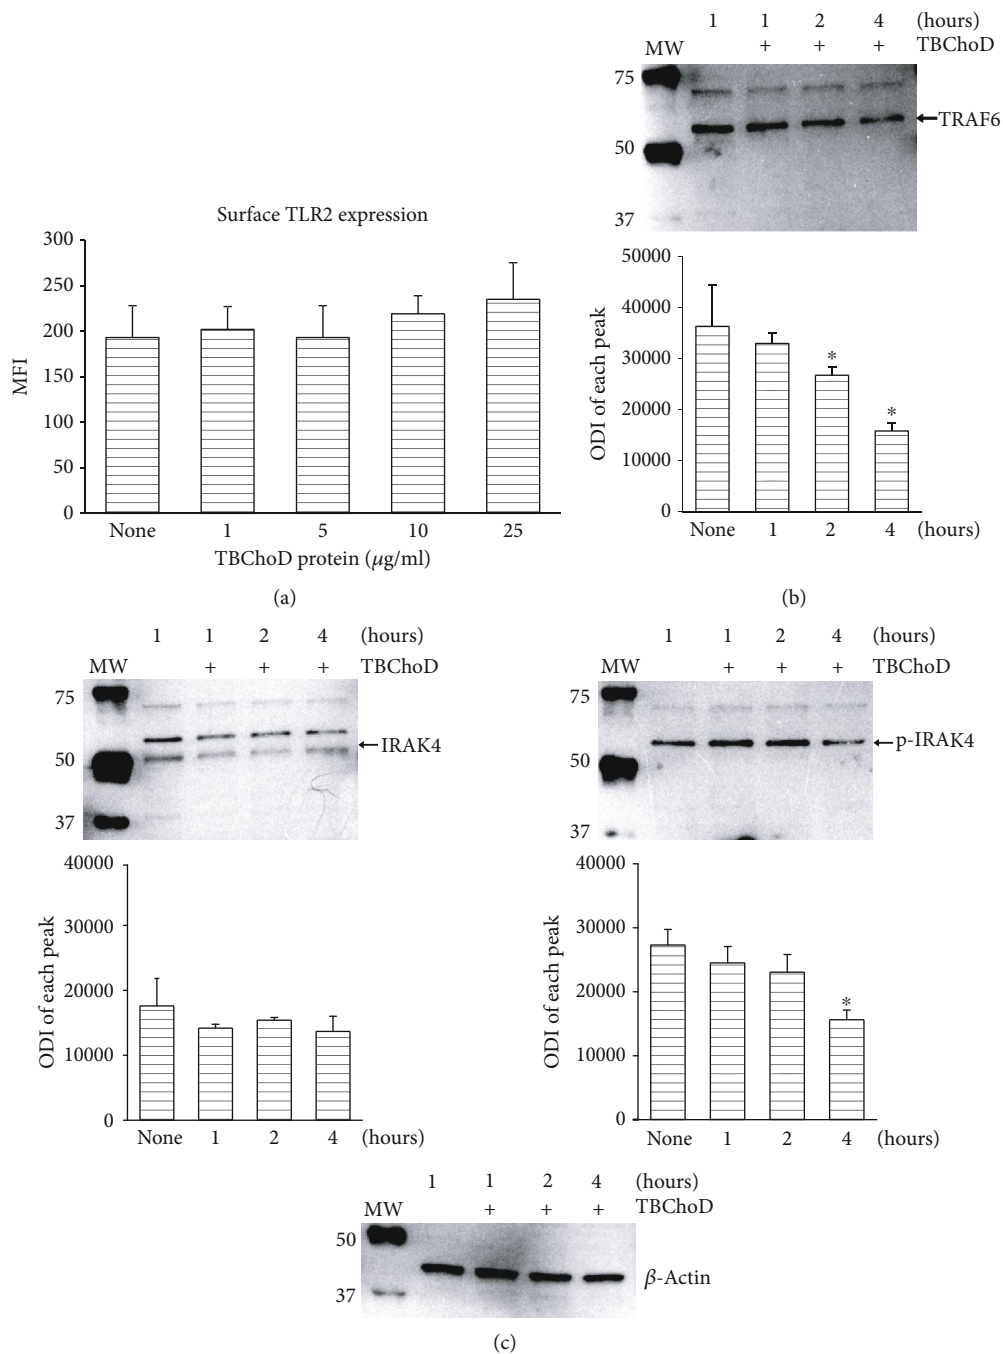 Surface TLR2 expression
300
250
200
150
100
50
0
MFI
None 1 5 10 25
TBChoD protein (μg/ml)
(a)
1 1 2 4 (hours)
MW + + + TBChoD
75
50
37
TRAF6
50000
40000
30000
20000
10000
0
ODI of each peak
*
*
None 1 2 4 (hours)
(b)
1 1 2 4 (hours)
MW + + + TBChoD
75
50
37
IRAK4
40000
30000
20000
10000
0
ODI of each peak
None 1 2 4 (hours)
1 1 2 4 (hours)
MW + + + TBChoD
75
50
37
p-IRAK4
40000
30000
20000
10000
0
ODI of each peak
*
None 1 2 4 (hours)
1 1 2 4 (hours)
MW + + + TBChoD
50
37
β-Actin
(c)